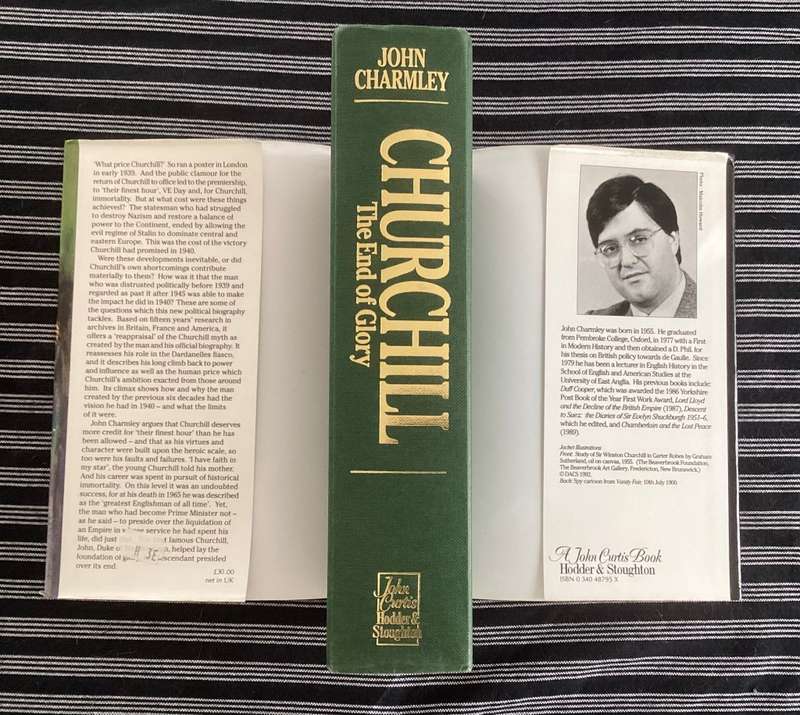 'What price Churchill?' So ran a poster in London
in early 1939. And the public clamour for the
return of Churchill to office led to the premiership,
to 'their finest hour', VE Day and, for Churchill,
immortality. But at what cost were these things
achieved? The statesman who had struggled
to destroy Nazism and restore a balance of
power to the Continent, ended by allowing the
evil regime of Stalin to dominate central and
eastern Europe. This was the cost of the victory
Churchill had promised in 1940.
Were these developments inevitable, or did
Churchill's own shortcomings contribute
materially to them? How was it that the man
who was distrusted politically before 1939 and
regarded as past it after 1945 was able to make
the impact he did in 1940? These are some of
the questions which this new political biography
tackles. Based on fifteen years' research in
archives in Britain, France and America, it
offers a 'reappraisal' of the Churchill myth as
created by the man and his official biography. It
reassesses his role in the Dardanelles fiasco,
and it describes his long climb back to power
and influence as well as the human price which
Churchill's ambition exacted from those around
him. Its climax shows how and why the man
created by the previous six decades had the
vision he had in 1940 – and what the limits
of it were.
John Charmley argues that Churchill deserves
more credit for 'their finest hour' than he has
been allowed – and that as his virtues and
character were built upon the heroic scale, so
too were his faults and failures. 'I have faith in
my star', the young Churchill told his mother.
And his career was spent in pursuit of historical
immortality. On this level it was an undoubted
success, for at his death in 1965 he was described
as the 'greatest Englishman of all time'. Yet,
the man who had become Prime Minister not –
as he said – to preside over the liquidation of
an Empire in service he had spent his
life, did just famous Churchill,
John, Duke helped lay the
foundation of descendant presided
over its end.
£30.00
net in UK
JOHN
CHARMLEY
CHURCHILL
The End of Glory
John
Curtis
Hodder &
Stoughton
Photo: Malcolm Howard
John Charmley was born in 1955. He graduated
from Pembroke College, Oxford, in 1977 with a First
in Modern History and then obtained a D. Phil. for
his thesis on British policy towards de Gaulle. Since
1979 he has been a lecturer in English History in the
School of English and American Studies at the
University of East Anglia. His previous books include:
Duff Cooper, which was awarded the 1986 Yorkshire
Post Book of the Year First Work Award, Lord Lloyd
and the Decline of the British Empire (1987), Descent
to Suez: the Diaries of Sir Evelyn Shuckburgh 1951–6,
which he edited, and Chamberlain and the Lost Peace
(1989).
Jacket illustrations
Front: Study of Sir Winston Churchill in Garter Robes by Graham
Sutherland, oil on canvas, 1955. (The Beaverbrook Foundation,
The Beaverbrook Art Gallery, Fredericton, New Brunswick.)
© DACS 1992.
Back: Spy cartoon from Vanity Fair, 10th July 1900.
A John Curtis Book
Hodder & Stoughton
ISBN 0 340 48795 X